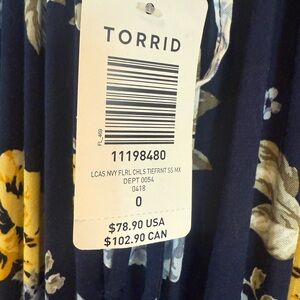 TORRID
FL_469
11198480
LCAS NVY FLRL CHLS TIEFRNT SS MX
DEPT 0054
0418
0
$78.90 USA
$102.90 CAN